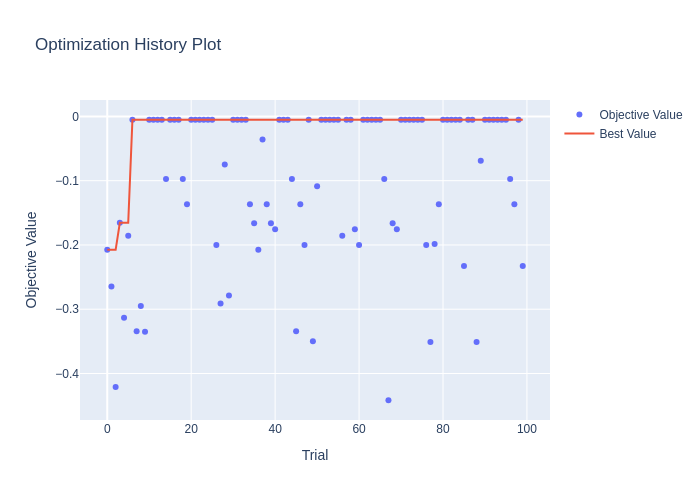 Optimization History Plot
Objective Value
Best Value
0
−0.1
−0.2
−0.3
−0.4
Objective Value
0
20
40
60
80
100
Trial